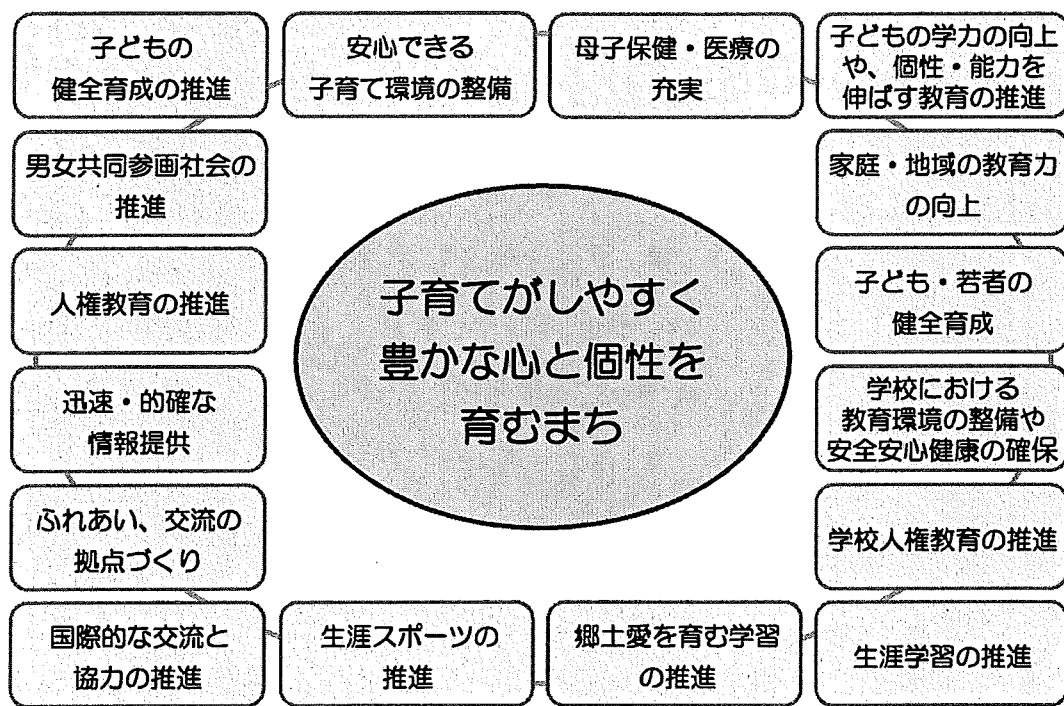 子どもの
健全育成の推進
安心できる
子育て環境の整備
母子保健・医療の
充実
子どもの学力の向上
や、個性・能力を
伸ばす教育の推進
男女共同参画社会の
推進
家庭・地域の教育力
の向上
人権教育の推進
子育てがしやすく
豊かな心と個性を
育むまち
子ども・若者の
健全育成
迅速・的確な
情報提供
学校における
教育環境の整備や
安全安心健康の確保
ふれあい、交流の
拠点づくり
学校人権教育の推進
国際的な交流と
協力の推進
生涯スポーツの
推進
郷土愛を育む学習
の推進
生涯学習の推進